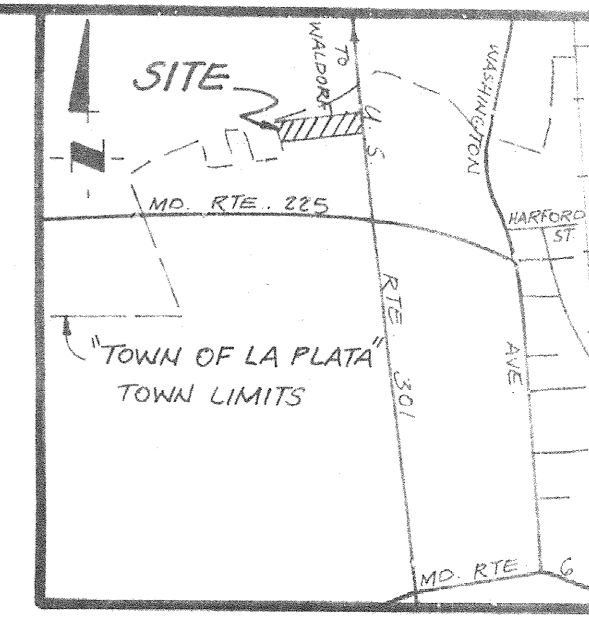 TO
WALDORF
SITE
WASHINGTON
U.S.
N
MD. RTE. 225
HARFORD
ST.
RTE. 301
"TOWN OF LA PLATA"
TOWN LIMITS
AVE.
MD. RTE. 6